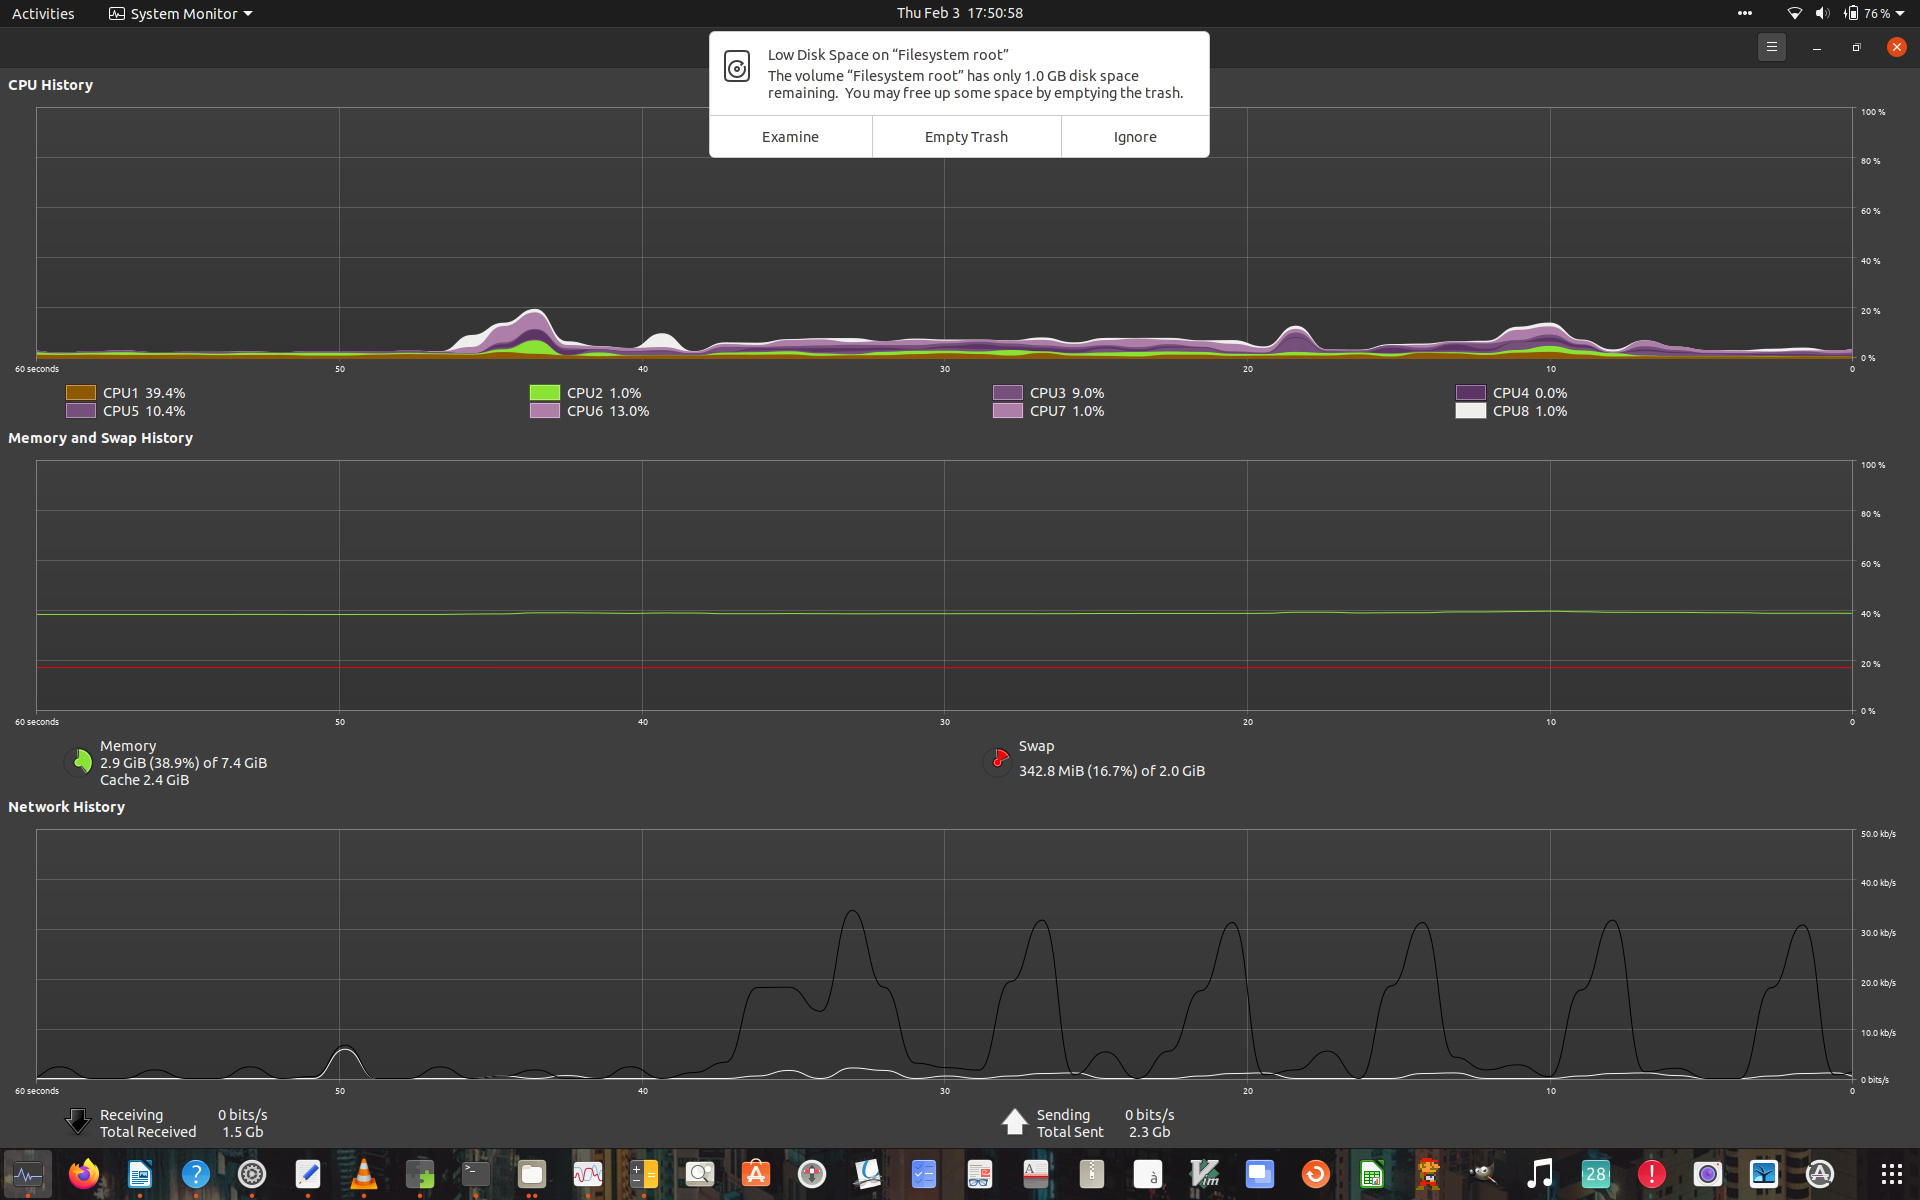 Activities
System Monitor
Thu Feb 3 17:50:58
76 %
Low Disk Space on “Filesystem root”
The volume “Filesystem root” has only 1.0 GB disk space
remaining. You may free up some space by emptying the trash.
Examine
Empty Trash
Ignore
CPU History
100 %
80 %
60 %
40 %
20 %
0 %
60 seconds
50
40
30
20
10
0
CPU1 39.4%
CPU2 1.0%
CPU3 9.0%
CPU4 0.0%
CPU5 10.4%
CPU6 13.0%
CPU7 1.0%
CPU8 1.0%
Memory and Swap History
100 %
80 %
60 %
40 %
20 %
0 %
60 seconds
50
40
30
20
10
0
Memory
2.9 GiB (38.9%) of 7.4 GiB
Cache 2.4 GiB
Swap
342.8 MiB (16.7%) of 2.0 GiB
Network History
50.0 kb/s
40.0 kb/s
30.0 kb/s
20.0 kb/s
10.0 kb/s
0 bits/s
60 seconds
50
40
30
20
10
0
Receiving 0 bits/s
Total Received 1.5 Gb
Sending 0 bits/s
Total Sent 2.3 Gb
28